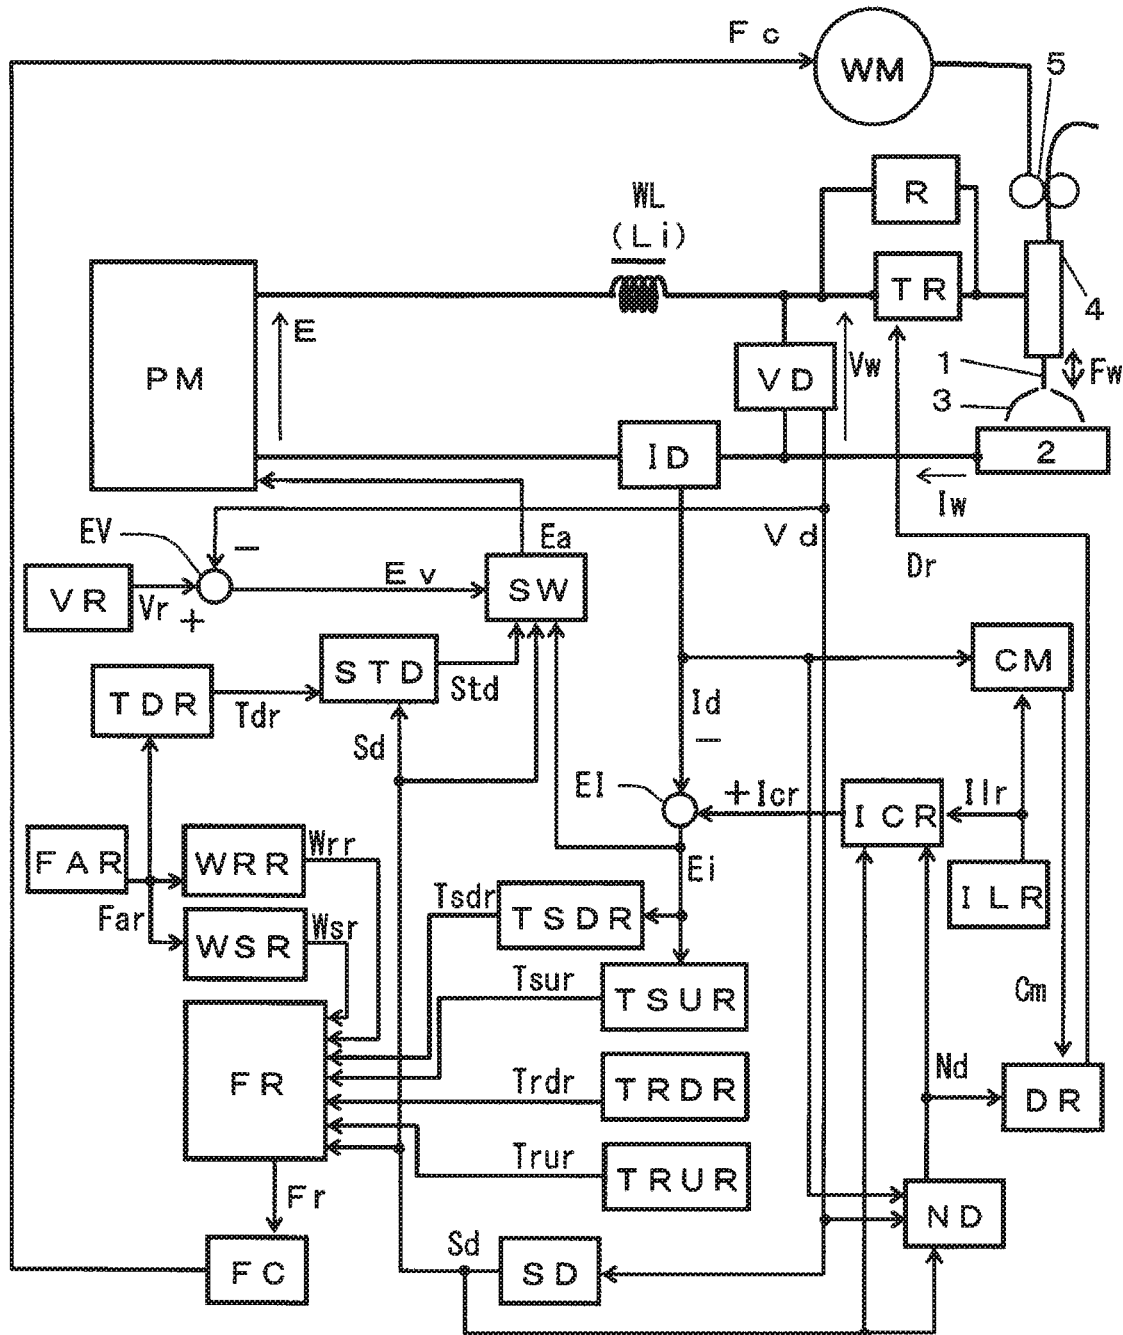 Fc
WM
5
R
WL
(Li)
TR
4
E
PM
VD
Vw
1
Fw
3
ID
2
Iw
EV
−
Ea
Vd
Dr
VR
Vr
+
Ev
SW
STD
Std
CM
TDR
Tdr
Id
−
Sd
EI
+Icr
ICR
Ilr
FAR
Far
WRR
Wrr
Ei
ILR
WSR
Wsr
Tsdr
TSDR
Tsur
TSUR
Cm
FR
Trdr
TRDR
Nd
DR
Trur
TRUR
Fr
ND
FC
Sd
SD